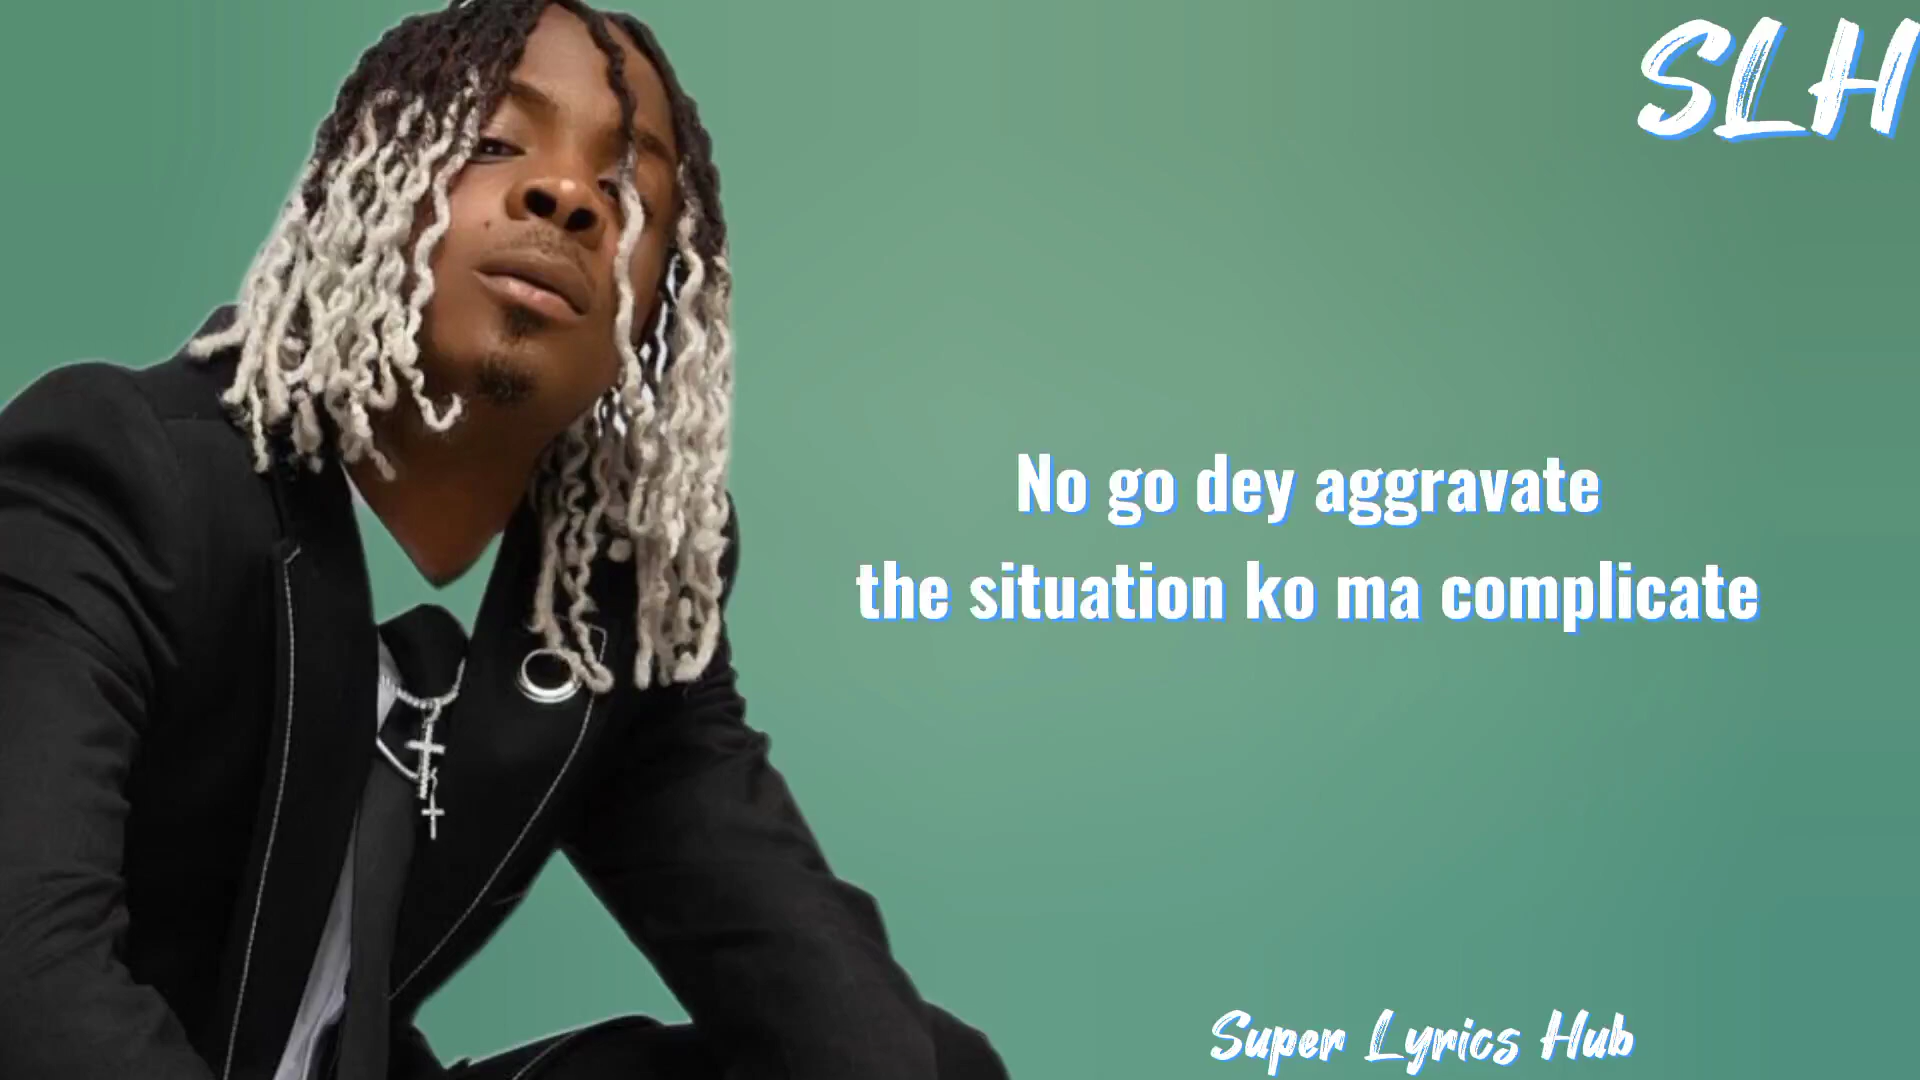 SLH
No go dey aggravate
the situation ko ma complicate
Super Lyrics Hub